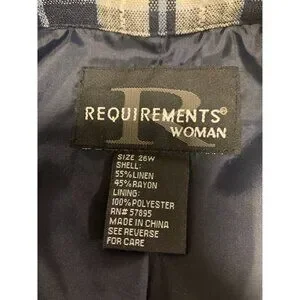 R
REQUIREMENTS®
WOMAN
SIZE 26W
SHELL:
55%LINEN
45%RAYON
LINING:
100%POLYESTER
RN# 57895
MADE IN CHINA
SEE REVERSE
FOR CARE